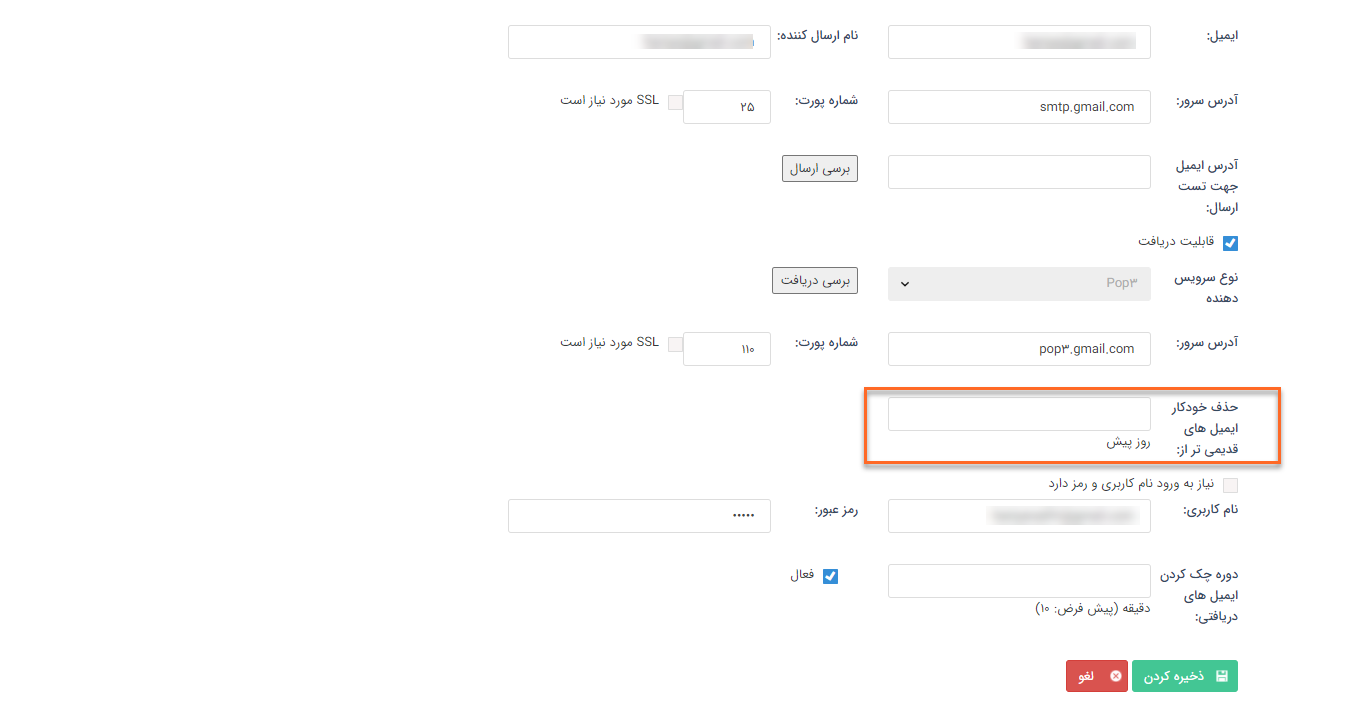 ایمیل:
نام ارسال کننده:
آدرس سرور:
smtp.gmail.com
شماره پورت:
۲۵
SSL مورد نیاز است
آدرس ایمیل
جهت تست
ارسال:
برسی ارسال
قابلیت دریافت
نوع سرویس
دهنده
Pop۳
برسی دریافت
آدرس سرور:
pop۳.gmail.com
شماره پورت:
۱۱۰
SSL مورد نیاز است
حذف خودکار
ایمیل های
قدیمی تر از:
روز پیش
نیاز به ورود نام کاربری و رمز دارد
نام کاربری:
رمز عبور:
•••••
دوره چک کردن
ایمیل های
دریافتی:
دقیقه (پیش فرض: ۱۰)
فعال
ذخیره کردن
لغو